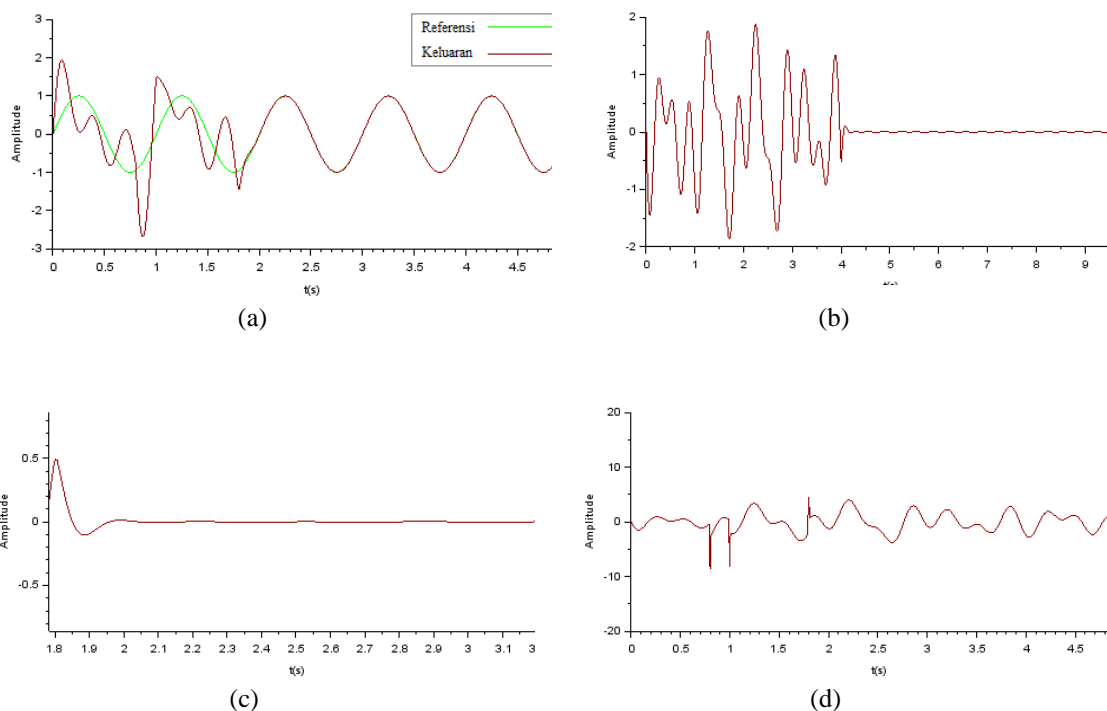 Referensi
Keluaran
3
2
1
0
-1
-2
-3
Amplitude
0 0.5 1 1.5 2 2.5 3 3.5 4 4.5
t(s)
(a)
2
1
0
-1
-2
Amplitude
0 1 2 3 4 5 6 7 8 9
t(s)
(b)
0.5
0
-0.5
Amplitude
1.8 1.9 2 2.1 2.2 2.3 2.4 2.5 2.6 2.7 2.8 2.9 3 3.1 3
t(s)
(c)
20
10
0
-10
-20
Amplitude
0 0.5 1 1.5 2 2.5 3 3.5 4 4.5
t(s)
(d)